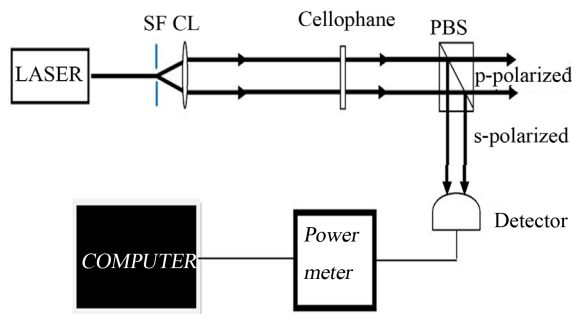 SF CL
Cellophane
PBS
LASER
p-polarized
s-polarized
Detector
COMPUTER
Power
meter